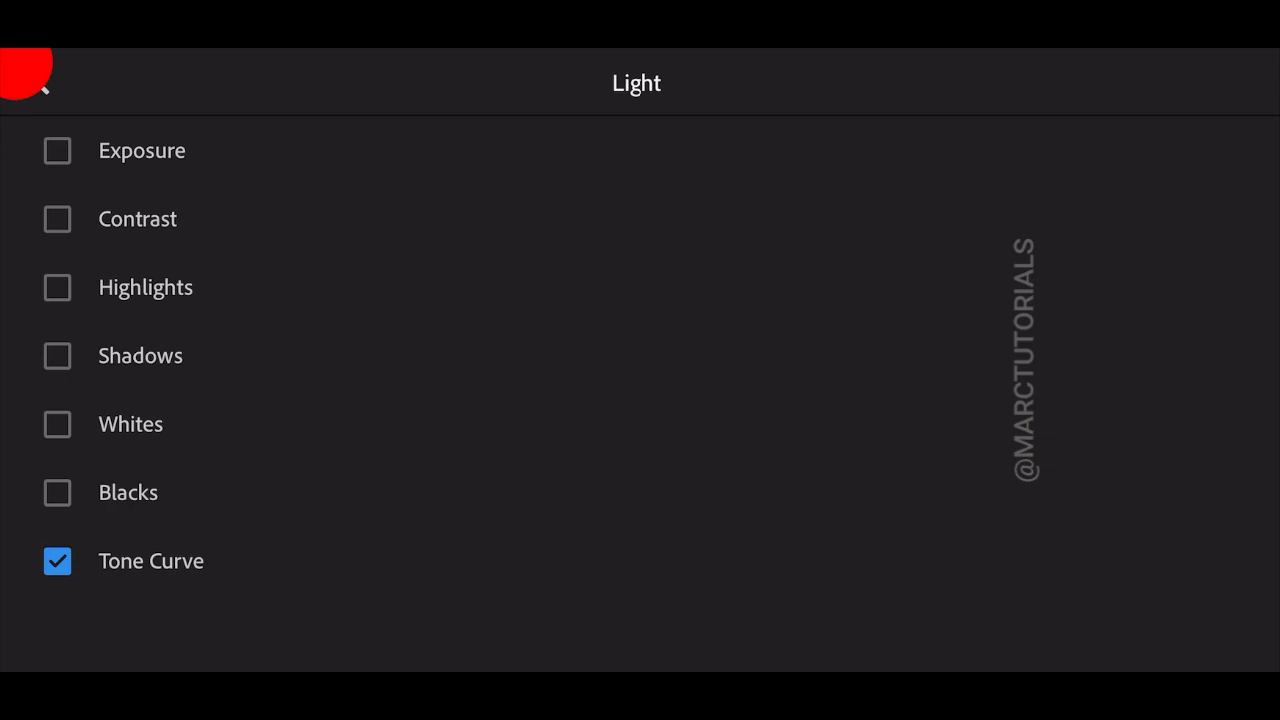 Light
Exposure
Contrast
Highlights
Shadows
Whites
Blacks
Tone Curve
@MARCTUTORIALS